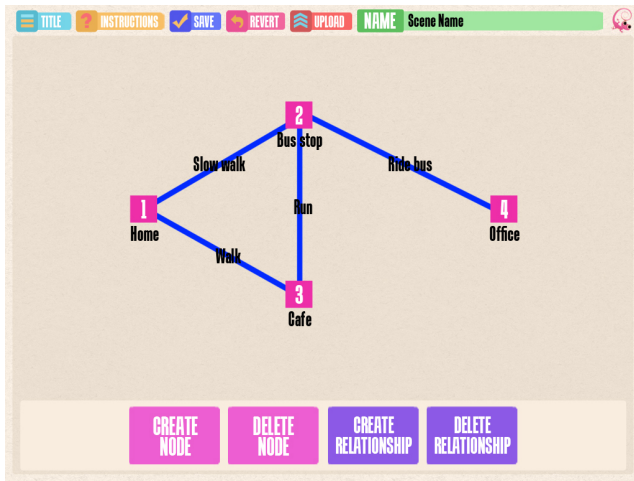 TITLE
? INSTRUCTIONS
SAVE
REVERT
UPLOAD
NAME Scene Name
2
Bus stop
Slow walk
Ride bus
1
Home
Run
4
Office
Walk
3
Cafe
CREATE
NODE
DELETE
NODE
CREATE
RELATIONSHIP
DELETE
RELATIONSHIP